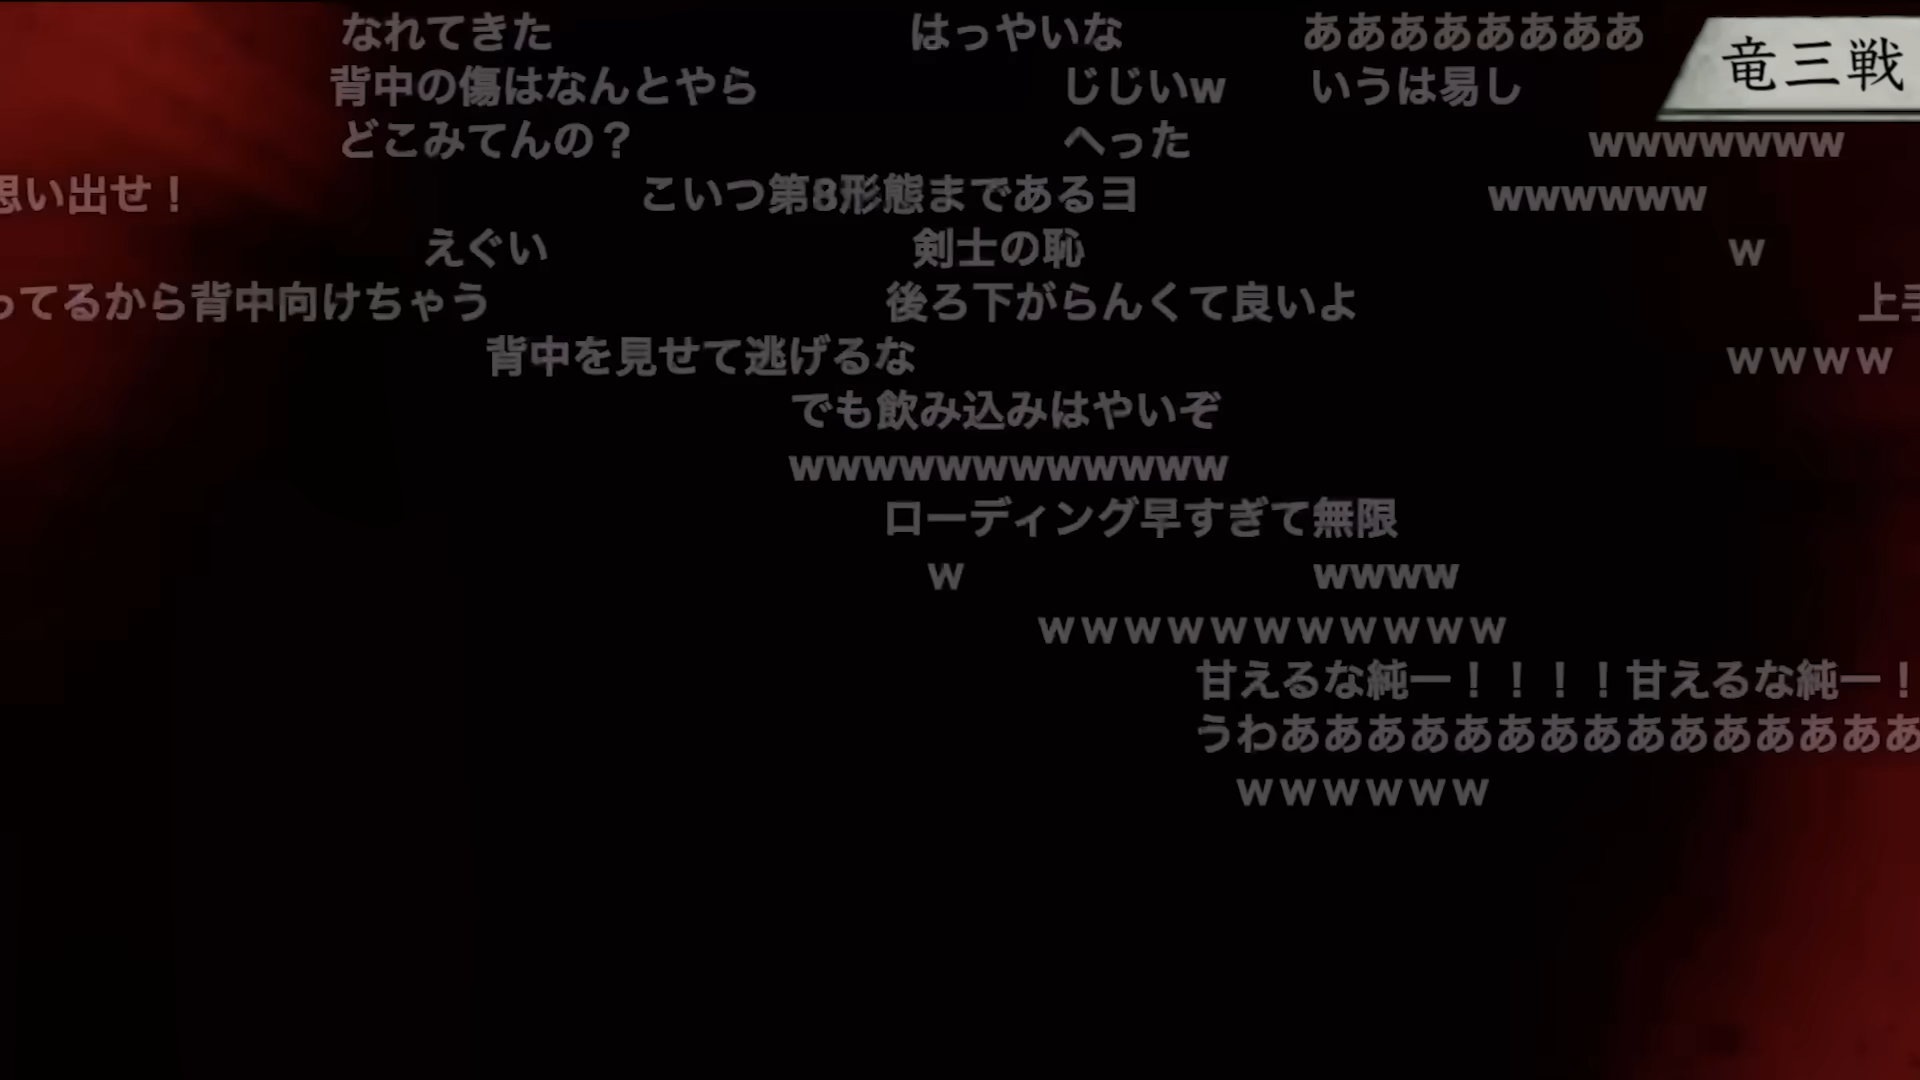 なれてきた はっやいな ああああああああ
竜三戦
背中の傷はなんとやら じじいw いうは易し
どこみてんの？ へった wwwwwww
思い出せ！ こいつ第8形態まであるヨ wwwwww
えぐい 剣士の恥 w
ってるから背中向けちゃう 後ろ下がらんくて良いよ 上手
背中を見せて逃げるな ｗｗｗｗ
でも飲み込みはやいぞ
wwwwwwwwwwww
ローディング早すぎて無限
w wwww
ｗｗｗｗｗｗｗｗｗｗｗ
甘えるな純一！！！！甘えるな純一！
うわあああああああああああああああ
ｗｗｗｗｗｗ